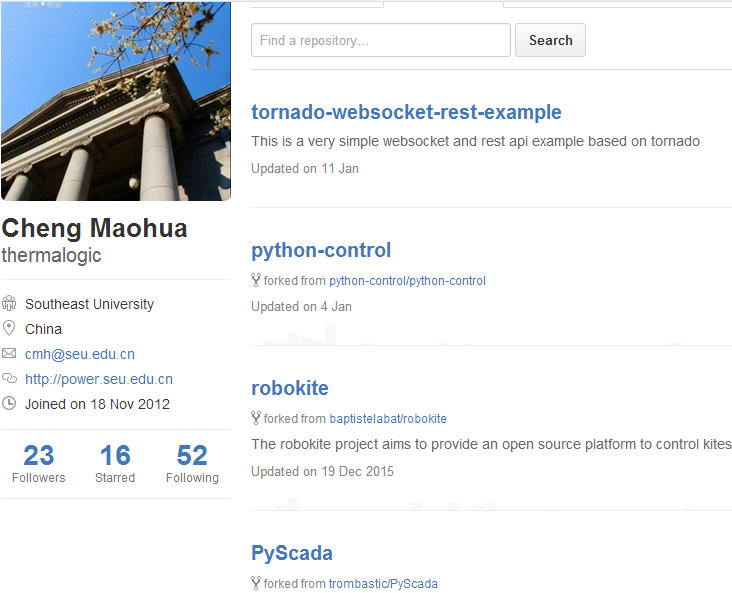 Find a repository...
Search
Cheng Maohua
thermalogic
Southeast University
China
cmh@seu.edu.cn
http://power.seu.edu.cn
Joined on 18 Nov 2012
23
Followers
16
Starred
52
Following
tornado-websocket-rest-example
This is a very simple websocket and rest api example based on tornado
Updated on 11 Jan
python-control
forked from python-control/python-control
Updated on 4 Jan
robokite
forked from baptistelabat/robokite
The robokite project aims to provide an open source platform to control kites
Updated on 19 Dec 2015
PyScada
forked from trombastic/PyScada